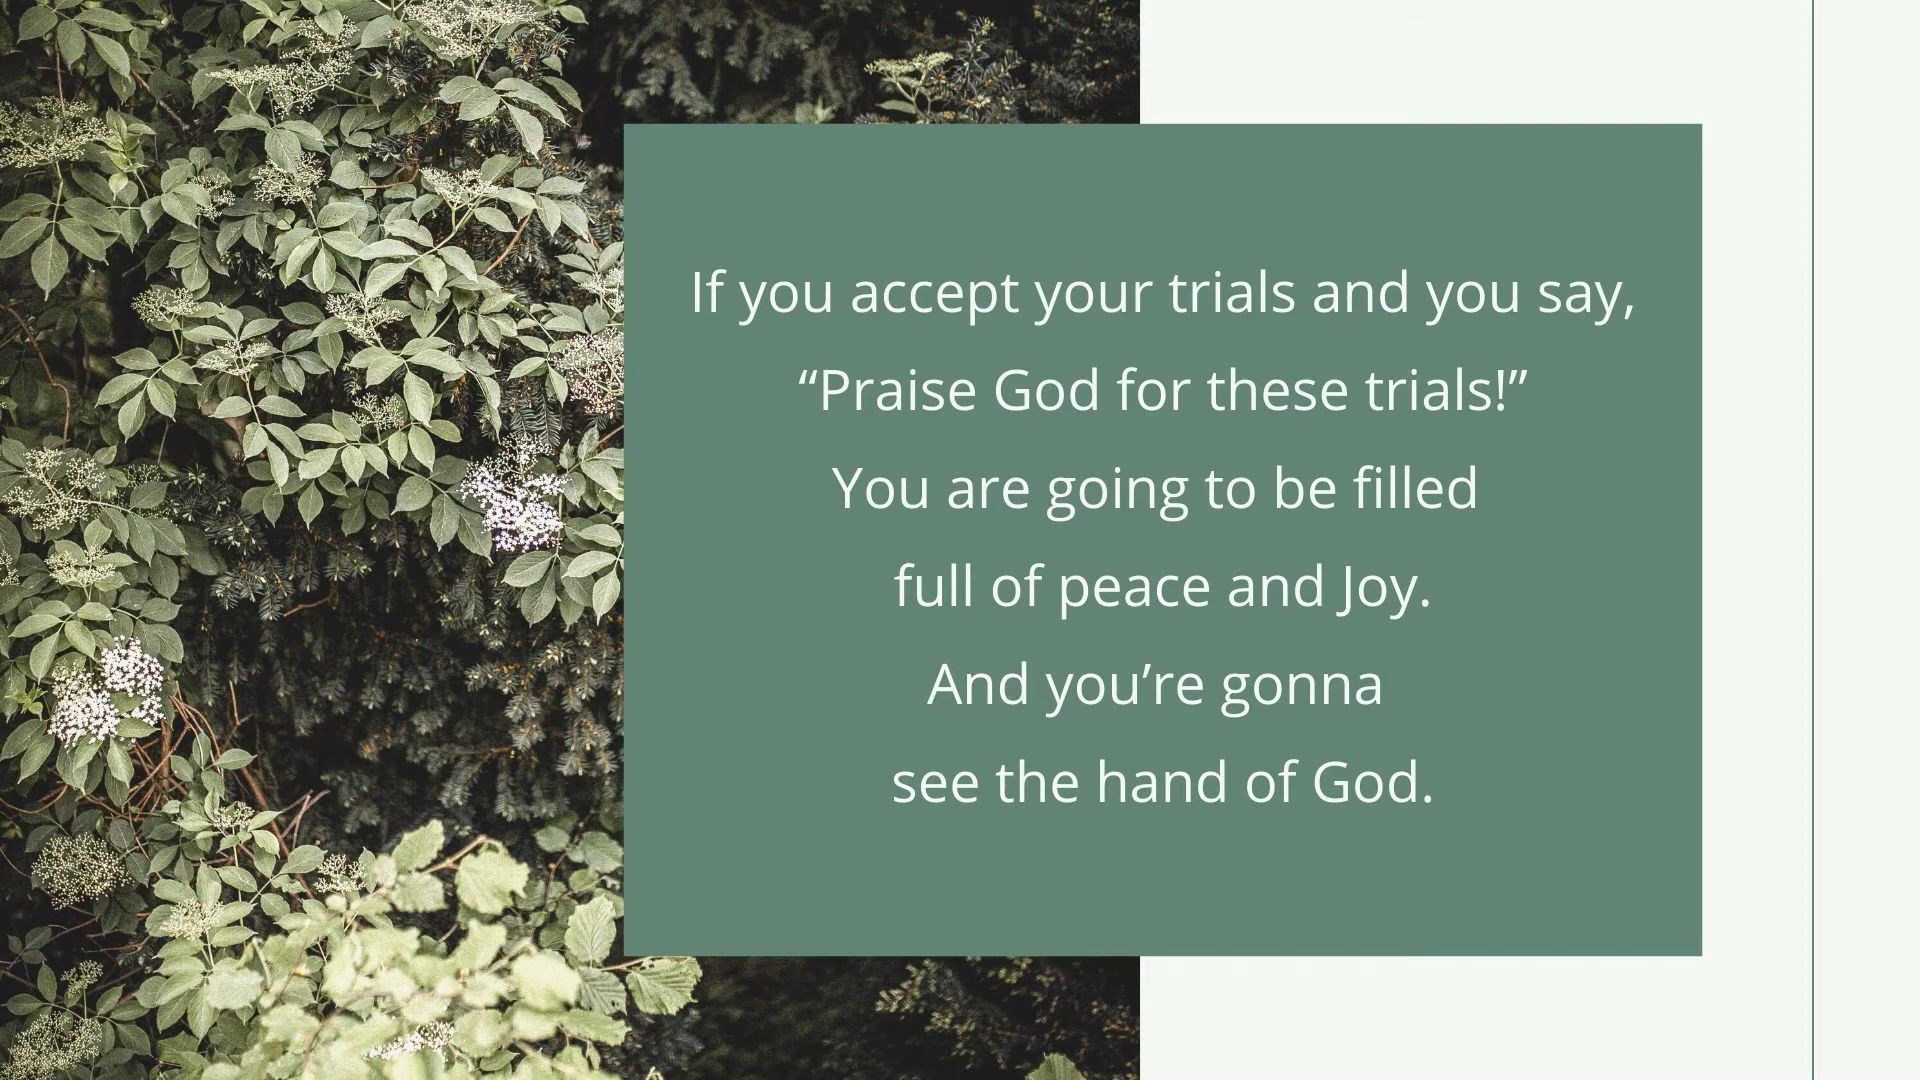 If you accept your trials and you say,
“Praise God for these trials!”
You are going to be filled
full of peace and Joy.
And you’re gonna
see the hand of God.